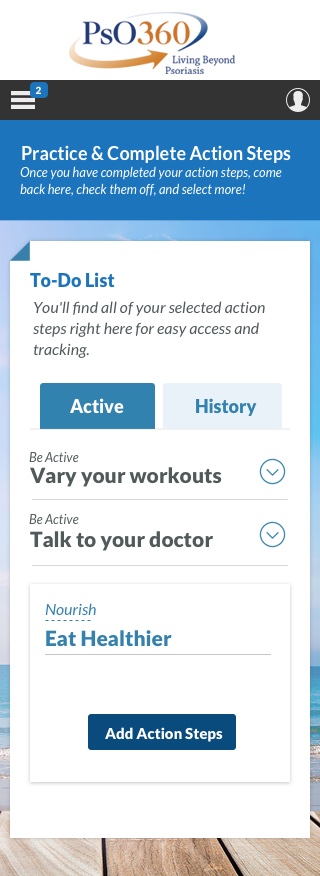 PsO360
Living Beyond
Psoriasis
2
Practice & Complete Action Steps
Once you have completed your action steps, come
back here, check them off, and select more!
To-Do List
You'll find all of your selected action
steps right here for easy access and
tracking.
Active
History
Be Active
Vary your workouts
Be Active
Talk to your doctor
Nourish
Eat Healthier
Add Action Steps